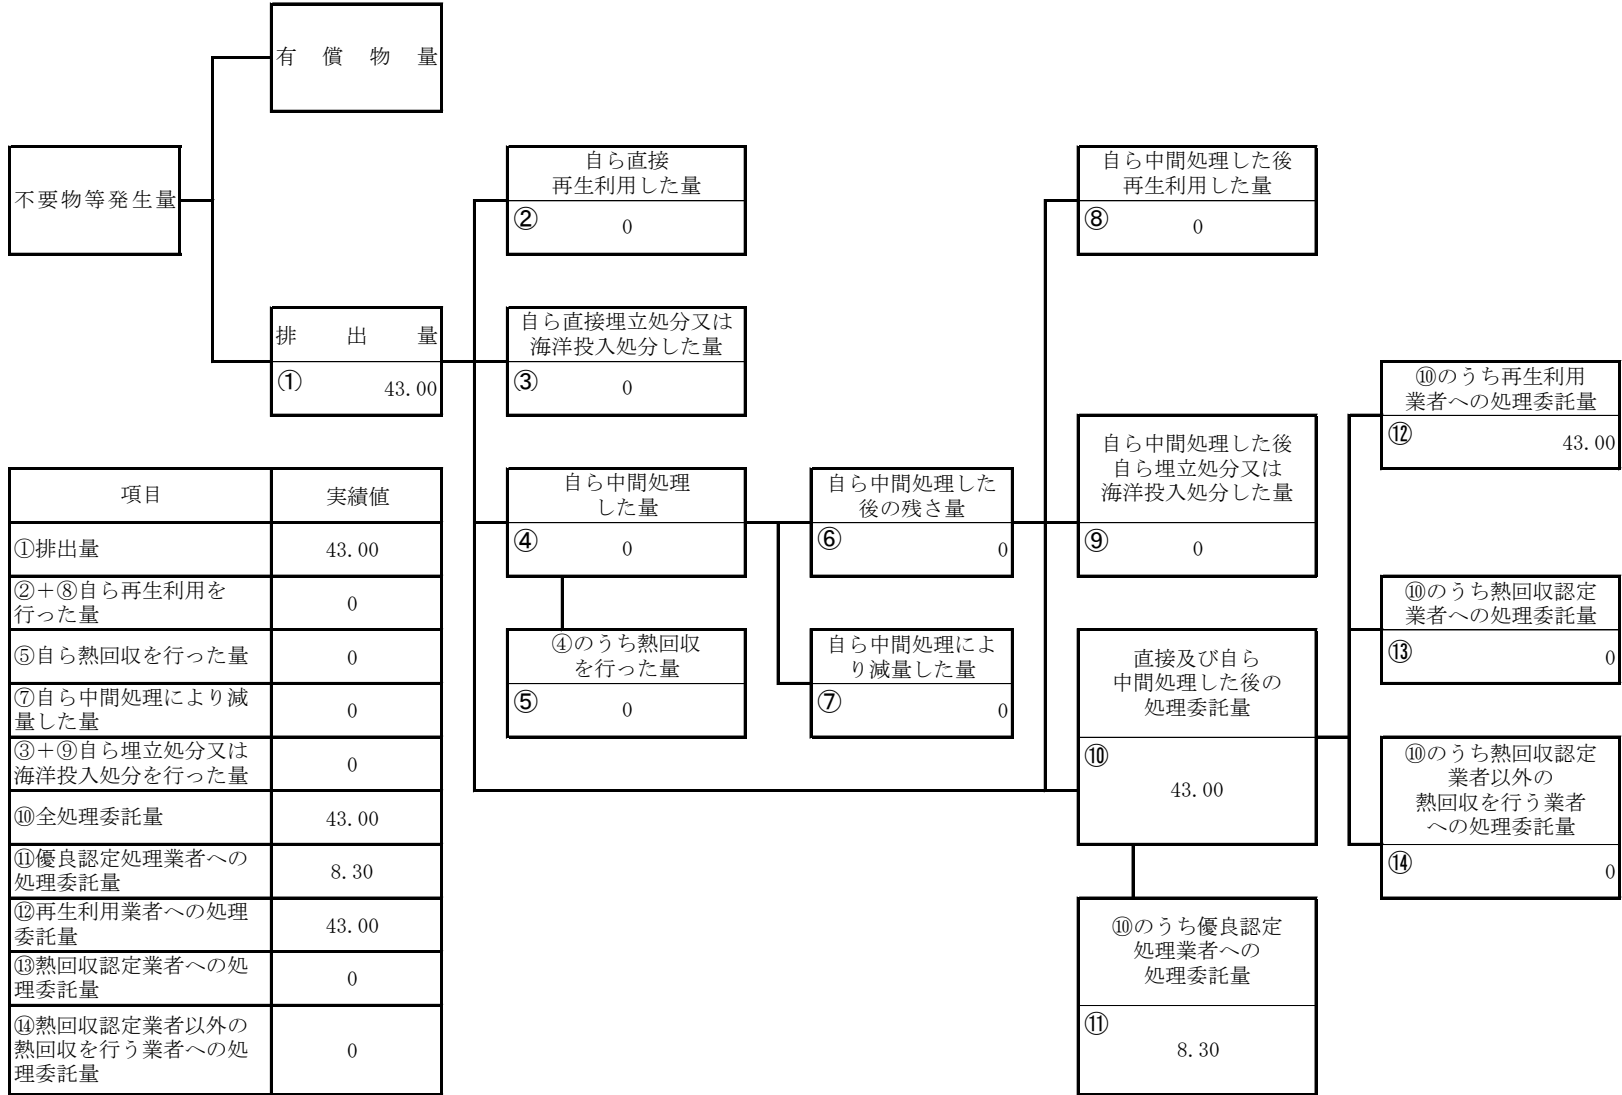 有償物量
不要物等発生量
排出量
①
43.00
自ら直接
再生利用した量
②
0
自ら直接埋立処分又は
海洋投入処分した量
③
0
自ら中間処理
した量
④
0
④のうち熱回収
を行った量
⑤
0
自ら中間処理した
後の残さ量
⑥
0
自ら中間処理によ
り減量した量
⑦
0
自ら中間処理した後
再生利用した量
⑧
0
自ら中間処理した後
自ら埋立処分又は
海洋投入処分した量
⑨
0
直接及び自ら
中間処理した後の
処理委託量
⑩
43.00
⑩のうち優良認定
処理業者への
処理委託量
⑪
8.30
⑩のうち再生利用
業者への処理委託量
⑫
43.00
⑩のうち熱回収認定
業者への処理委託量
⑬
0
⑩のうち熱回収認定
業者以外の
熱回収を行う業者
への処理委託量
⑭
0
項目 実績値
①排出量 43.00
②＋⑧自ら再生利用を
行った量
0
⑤自ら熱回収を行った量 0
⑦自ら中間処理により減
量した量
0
③＋⑨自ら埋立処分又は
海洋投入処分を行った量
0
⑩全処理委託量 43.00
⑪優良認定処理業者への
処理委託量
8.30
⑫再生利用業者への処理
委託量
43.00
⑬熱回収認定業者への処
理委託量
0
⑭熱回収認定業者以外の
熱回収を行う業者への処
理委託量
0